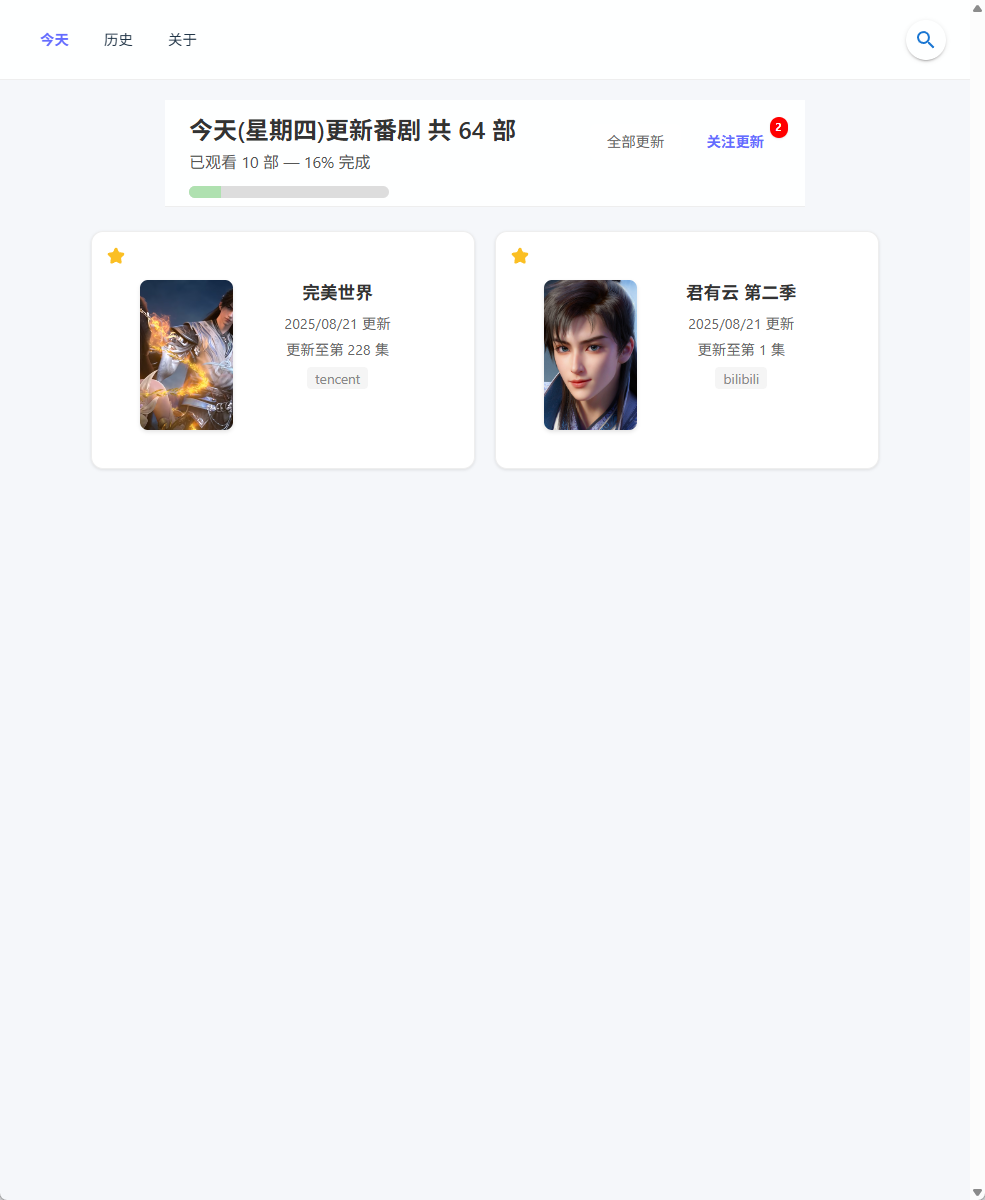 今天 历史 关于
今天(星期四)更新番剧 共 64 部
已观看 10 部 — 16% 完成
全部更新 关注更新 2
完美世界
2025/08/21 更新
更新至第 228 集
tencent
君有云 第二季
2025/08/21 更新
更新至第 1 集
bilibili